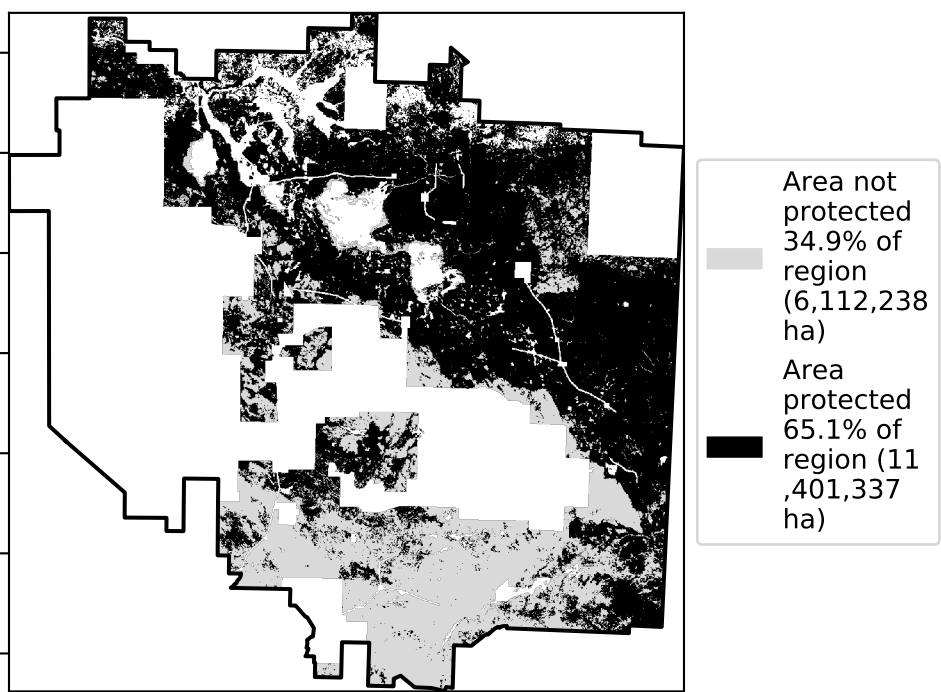 Area not
protected
34.9% of
region
(6,112,238
ha)
Area
protected
65.1% of
region (11
,401,337
ha)